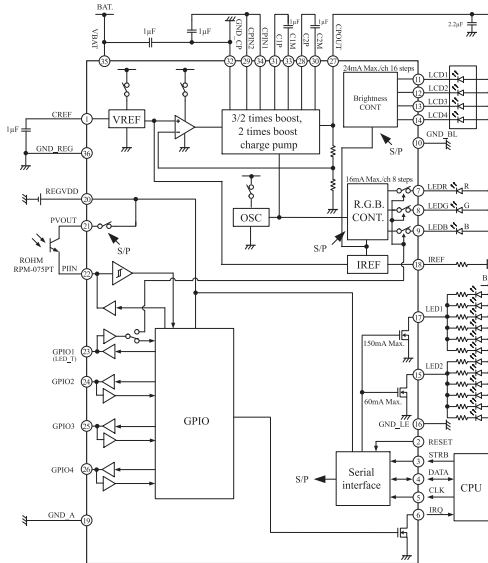 BAT.
VBAT
1μF
1μF
GND_CP
CPIN2
CPIN1
C1P
1μF
C1M
C2P
1μF
C2M
CPOUT
2.2μF
35
32
29
34
31
33
28
30
27
24mA Max./ch 16 steps
Brightness
CONT
11
LCD1
12
LCD2
13
LCD3
14
LCD4
10
GND_BL
S/P
CREF
1
1μF
VREF
GND_REG
36
3/2 times boost,
2 times boost
charge pump
REGVDD
20
PVOUT
21
S/P
ROHM
RPM-075PT
PIIN
22
OSC
16mA Max./ch 8 steps
R.G.B.
CONT.
S/P
7
LEDR
R
8
LEDG
G
9
LEDB
B
IREF
18
IREF
B
GPIO1
(LED_T)
23
GPIO2
24
GPIO3
25
GPIO4
26
GPIO
17
LED1
150mA Max.
15
LED2
60mA Max.
16
GND_LE
2
RESET
S/P
Serial
interface
3
STRB
4
DATA
5
CLK
6
IRQ
CPU
GND_A
19